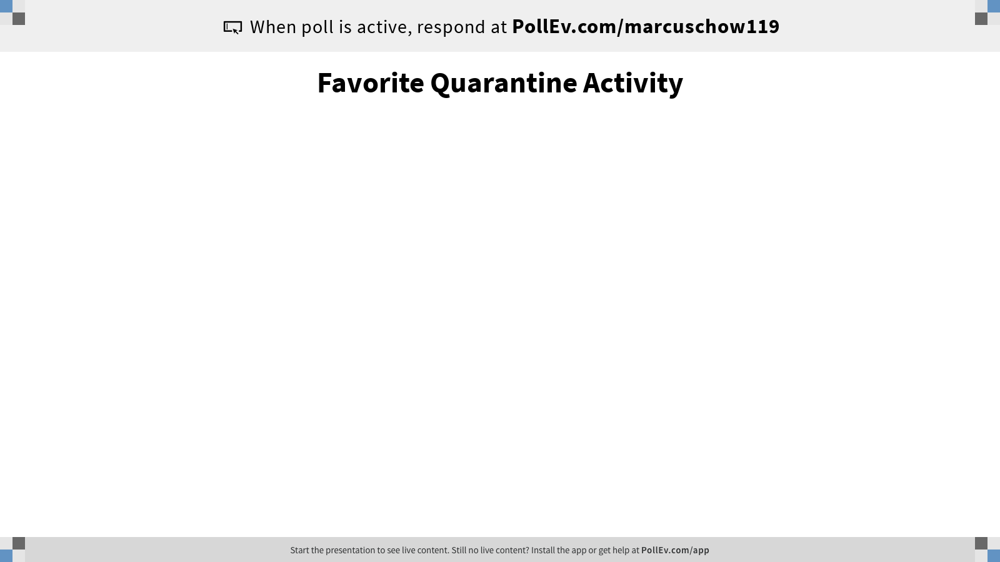 When poll is active, respond at PollEv.com/marcuschow119
Favorite Quarantine Activity
Start the presentation to see live content. Still no live content? Install the app or get help at PollEv.com/app